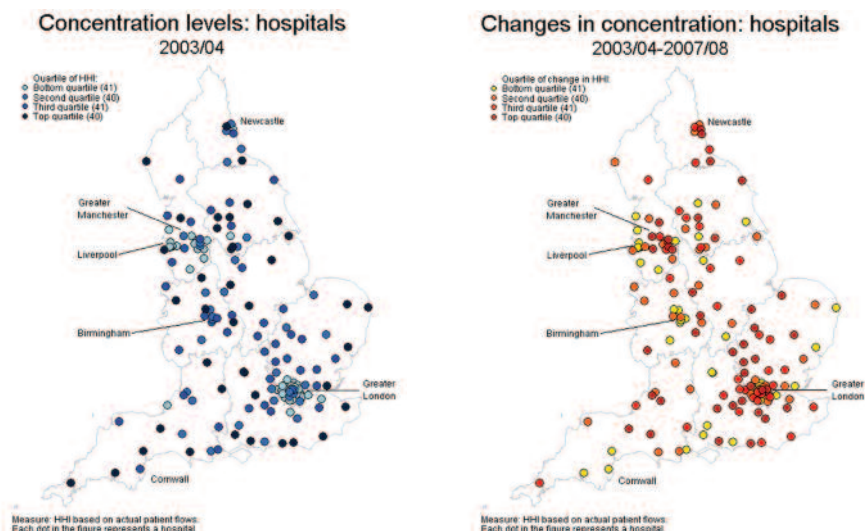 Concentration levels: hospitals
2003/04
Quartile of HHI:
Bottom quartile (41)
Second quartile (40)
Third quartile (41)
Top quartile (40)
Newcastle
Greater
Manchester
Liverpool
Birmingham
Greater
London
Cornwall
Measure: HHI based on actual patient flows.
Each dot in the figure represents a hospital.
Changes in concentration: hospitals
2003/04-2007/08
Quartile of change in HHI:
Bottom quartile (41)
Second quartile (40)
Third quartile (41)
Top quartile (40)
Newcastle
Greater
Manchester
Liverpool
Birmingham
Greater
London
Cornwall
Measure: HHI based on actual patient flows.
Each dot in the figure represents a hospital.